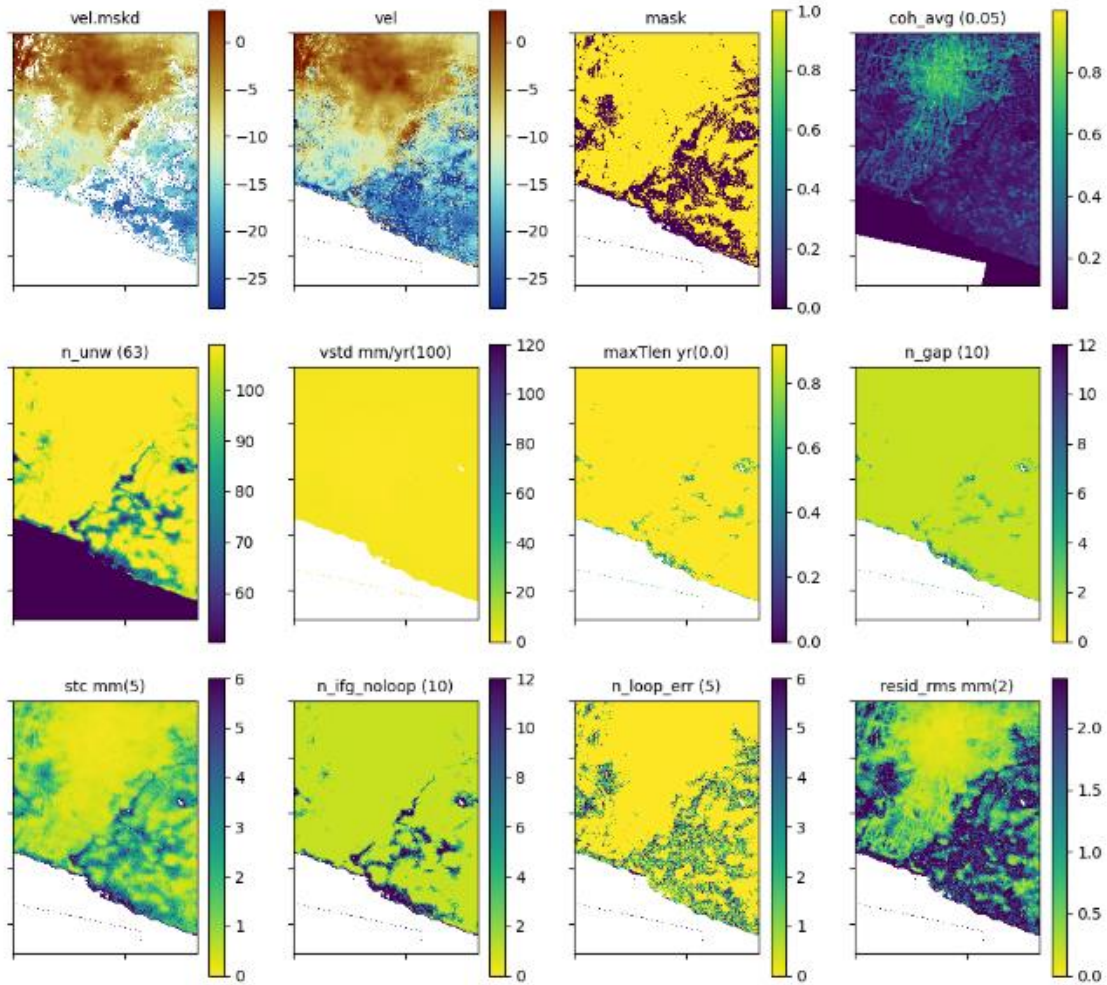 vel.mskd vel mask coh_avg (0.05)
0 0 1.0
−5 −5 0.8 0.8
−10 −10 0.6 0.6
−15 −15 0.4 0.4
−20 −20 0.2 0.2
−25 −25 0.0
n_unw (63) vstd mm/yr(100) maxTlen yr(0.0) n_gap (10)
100 120 0.8 12
90 100 0.6 10
80 80 0.4 8
70 60 0.2 6
60 40 0.0 4
20 2
0 0
stc mm(5) n_ifg_noloop (10) n_loop_err (5) resid_rms mm(2)
6 12 6 2.0
5 10 5 1.5
4 8 4 1.0
3 6 3 0.5
2 4 2 0.0
1 2 1
0 0 0